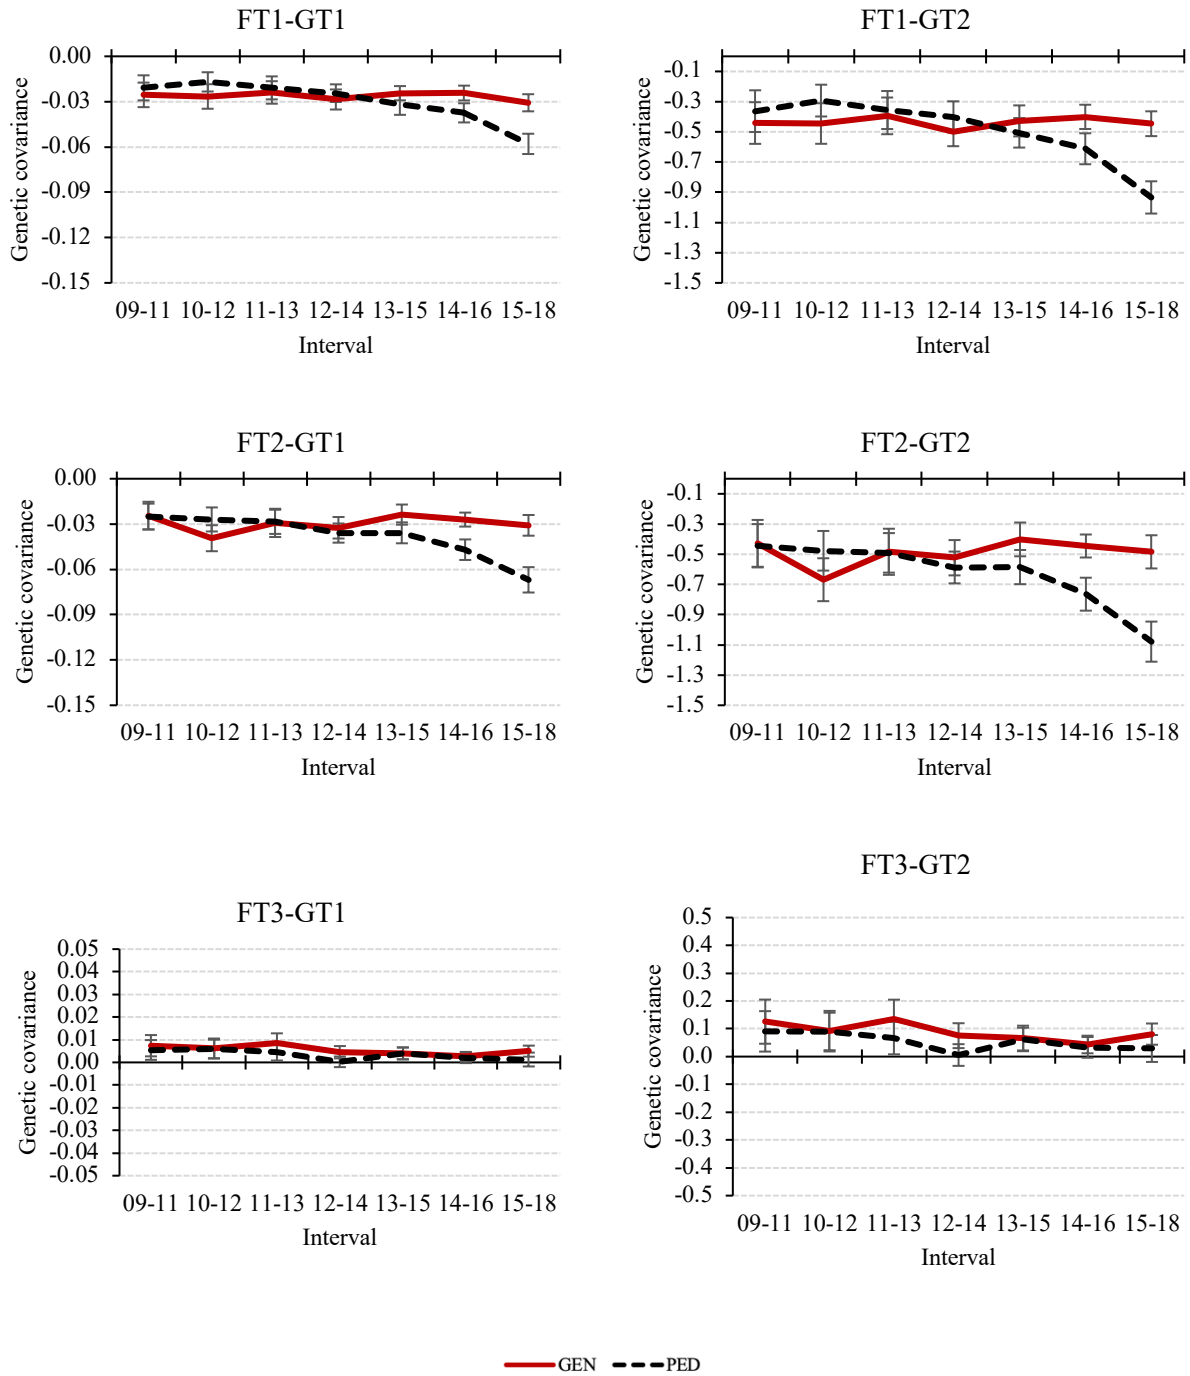 FT1-GT1
Genetic covariance
0.00
-0.03
-0.06
-0.09
-0.12
-0.15
09-11 10-12 11-13 12-14 13-15 14-16 15-18
Interval
FT1-GT2
Genetic covariance
-0.1
-0.3
-0.5
-0.7
-0.9
-1.1
-1.3
-1.5
09-11 10-12 11-13 12-14 13-15 14-16 15-18
Interval
FT2-GT1
Genetic covariance
0.00
-0.03
-0.06
-0.09
-0.12
-0.15
09-11 10-12 11-13 12-14 13-15 14-16 15-18
Interval
FT2-GT2
Genetic covariance
-0.1
-0.3
-0.5
-0.7
-0.9
-1.1
-1.3
-1.5
09-11 10-12 11-13 12-14 13-15 14-16 15-18
Interval
FT3-GT1
Genetic covariance
0.05
0.04
0.03
0.02
0.01
0.00
-0.01
-0.02
-0.03
-0.04
-0.05
09-11 10-12 11-13 12-14 13-15 14-16 15-18
Interval
FT3-GT2
Genetic covariance
0.5
0.4
0.3
0.2
0.1
0.0
-0.1
-0.2
-0.3
-0.4
-0.5
09-11 10-12 11-13 12-14 13-15 14-16 15-18
Interval
GEN PED